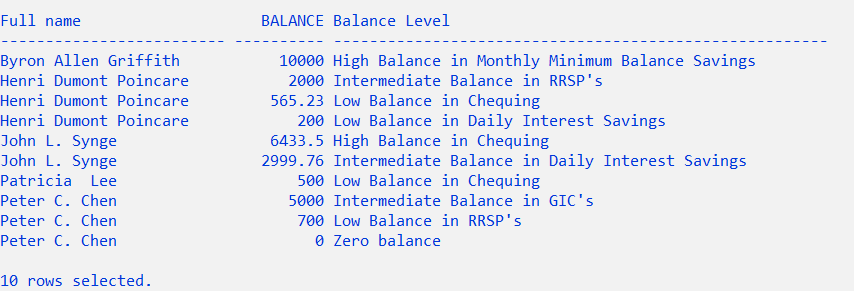 Full name                    BALANCE Balance Level
------------------------- ---------- -------------------------------------------------------
Byron Allen Griffith           10000 High Balance in Monthly Minimum Balance Savings
Henri Dumont Poincare           2000 Intermediate Balance in RRSP's
Henri Dumont Poincare         565.23 Low Balance in Chequing
Henri Dumont Poincare            200 Low Balance in Daily Interest Savings
John L. Synge                 6433.5 High Balance in Chequing
John L. Synge                2999.76 Intermediate Balance in Daily Interest Savings
Patricia  Lee                    500 Low Balance in Chequing
Peter C. Chen                   5000 Intermediate Balance in GIC's
Peter C. Chen                    700 Low Balance in RRSP's
Peter C. Chen                      0 Zero balance
10 rows selected.